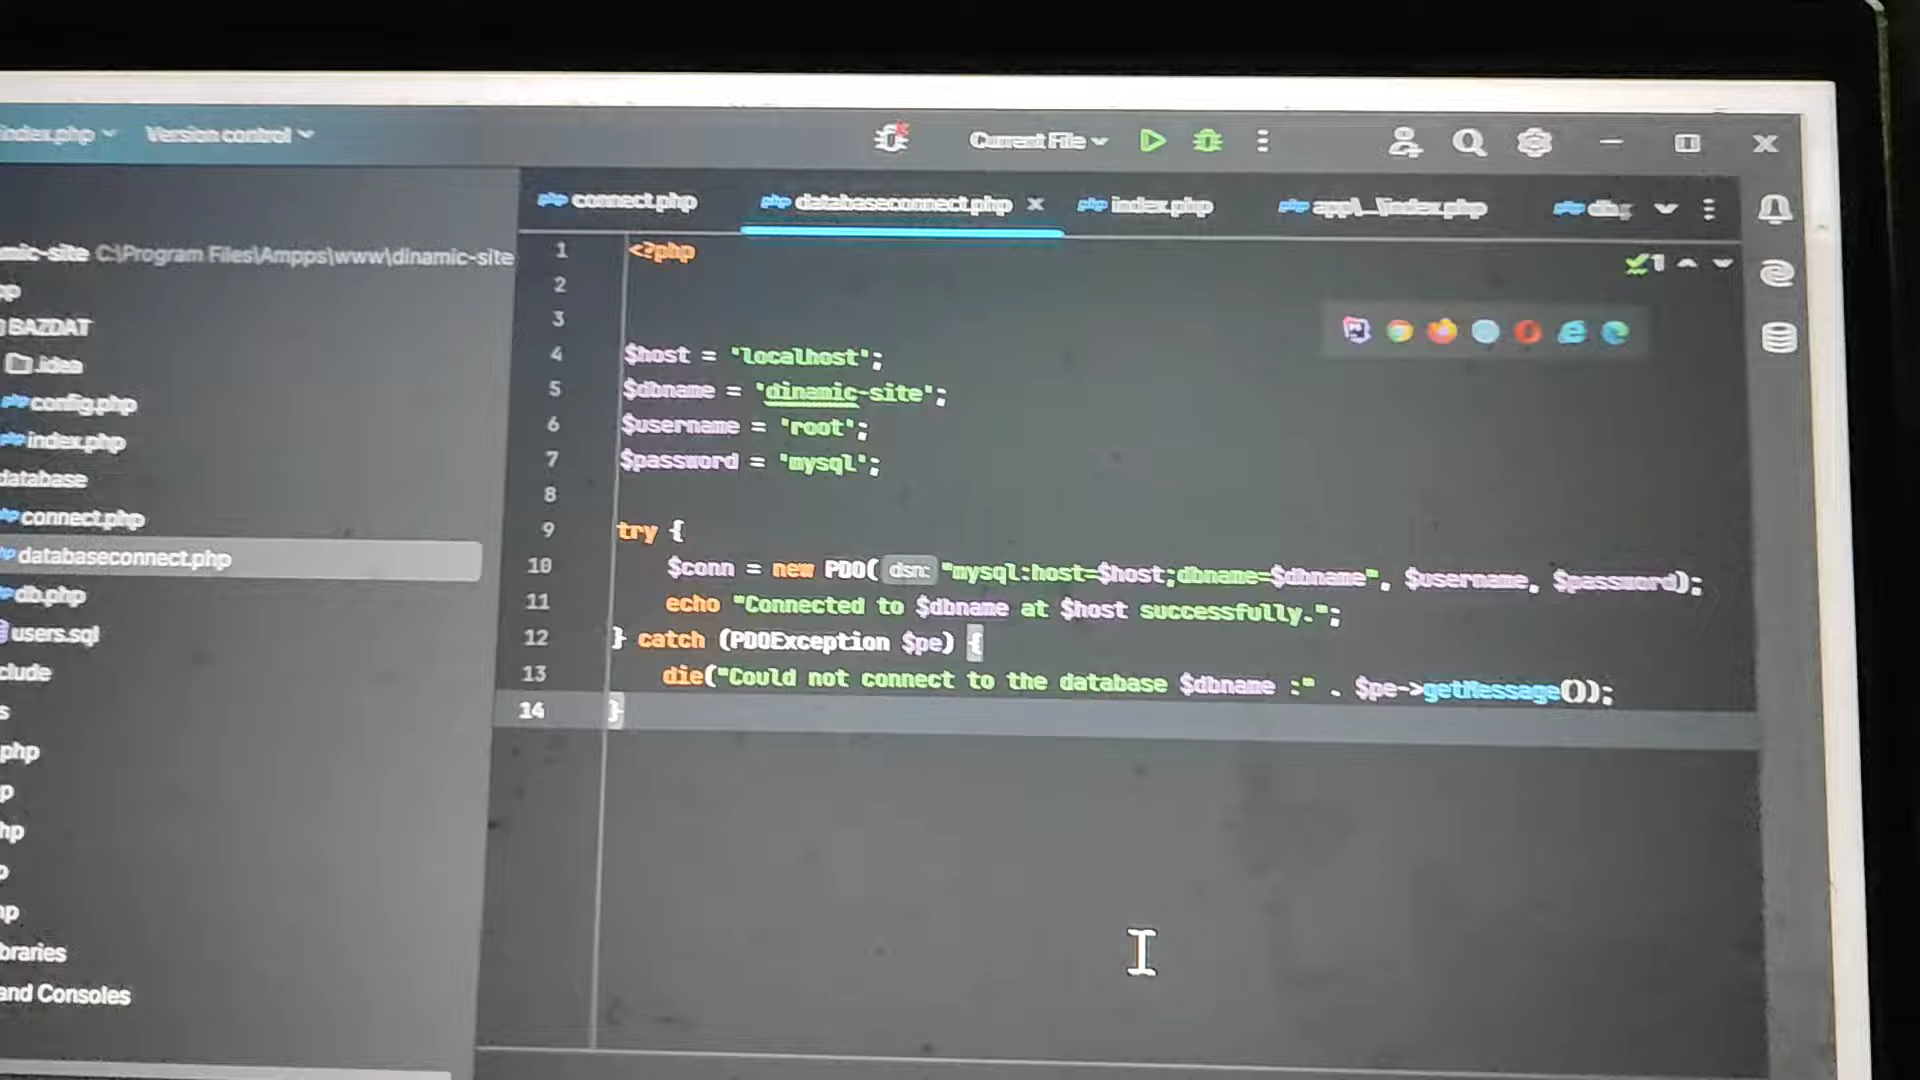 index.php Version control Current File
connect.php databaseconnect.php index.php app\...\index.php
mic-site C:\Program Files\Ampps\www\dinamic-site
BAZDAT
.idea
config.php
index.php
database
connect.php
databaseconnect.php
db.php
users.sql
clude
s
.php
p
hp
braries
and Consoles
1 <?php
2
3
4 $host = 'localhost';
5 $dbname = 'dinamic-site';
6 $username = 'root';
7 $password = 'mysql';
8
9 try {
10 $conn = new PDO( dsn: "mysql:host=$host;dbname=$dbname", $username, $password);
11 echo "Connected to $dbname at $host successfully.";
12 } catch (PDOException $pe) {
13 die("Could not connect to the database $dbname :" . $pe->getMessage());
14 }
1